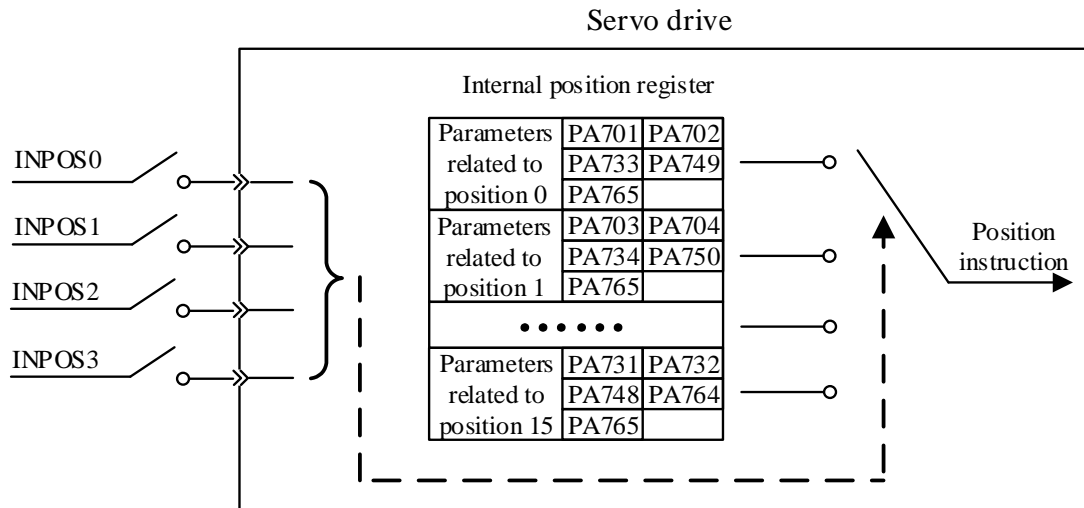 Servo drive
Internal position register
INPOS0
INPOS1
INPOS2
INPOS3
Parameters
related to
position 0
PA701 PA702
PA733 PA749
PA765
Parameters
related to
position 1
PA703 PA704
PA734 PA750
PA765
Parameters
related to
position 15
PA731 PA732
PA748 PA764
PA765
Position
instruction